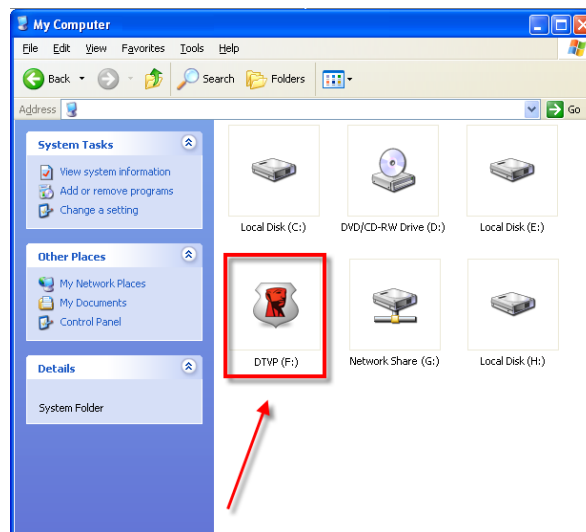 My Computer
File Edit View Favorites Tools Help
Back Search Folders
Address Go
System Tasks
View system information
Add or remove programs
Change a setting
Other Places
My Network Places
My Documents
Control Panel
Details
System Folder
Local Disk (C:) DVD/CD-RW Drive (D:) Local Disk (E:)
DTVP (F:) Network Share (G:) Local Disk (H:)